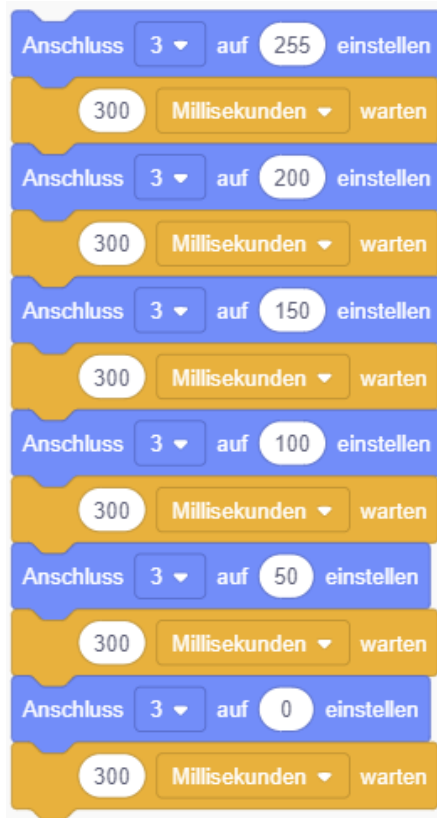 Anschluss 3 auf 255 einstellen
300 Millisekunden warten
Anschluss 3 auf 200 einstellen
300 Millisekunden warten
Anschluss 3 auf 150 einstellen
300 Millisekunden warten
Anschluss 3 auf 100 einstellen
300 Millisekunden warten
Anschluss 3 auf 50 einstellen
300 Millisekunden warten
Anschluss 3 auf 0 einstellen
300 Millisekunden warten